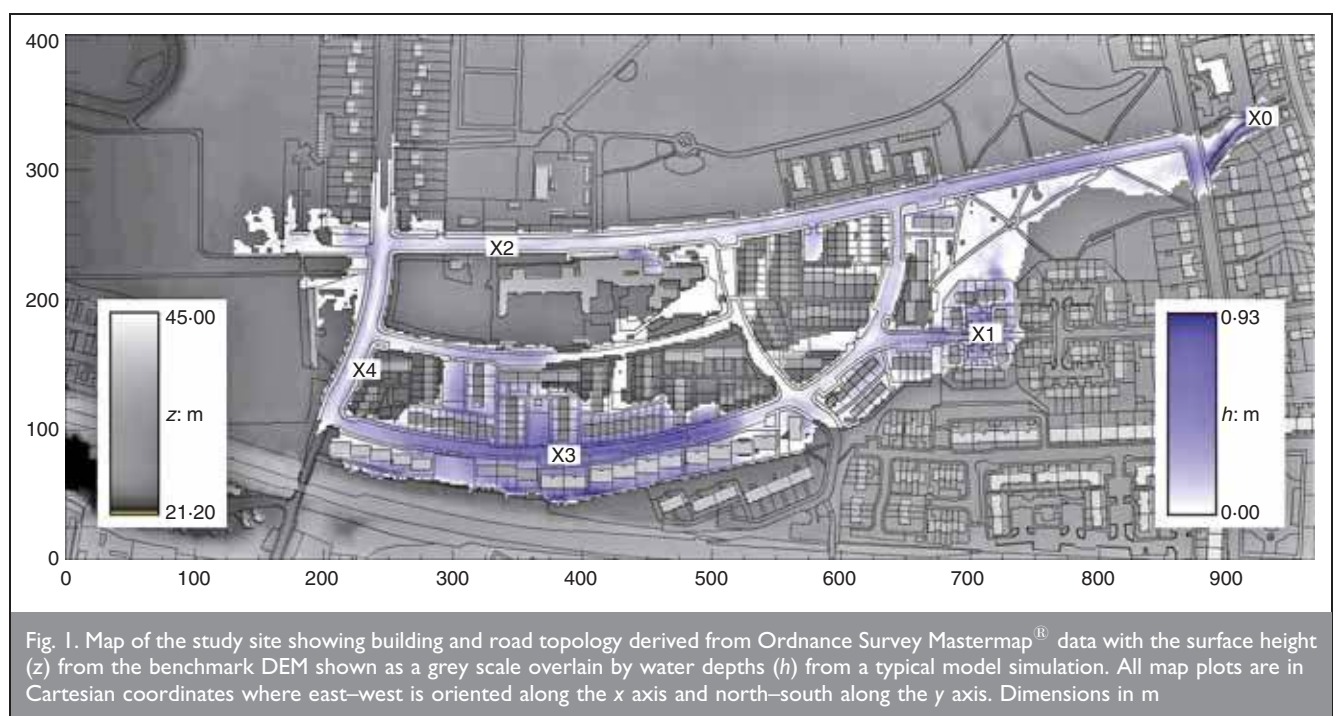 400
300
200
100
0
0
100
200
300
400
500
600
700
800
900
X0
X1
X2
X3
X4
45·00
z: m
21·20
0·93
h: m
0·00
Fig. 1. Map of the study site showing building and road topology derived from Ordnance Survey Mastermap® data with the surface height
(z) from the benchmark DEM shown as a grey scale overlain by water depths (h) from a typical model simulation. All map plots are in
Cartesian coordinates where east–west is oriented along the x axis and north–south along the y axis. Dimensions in m